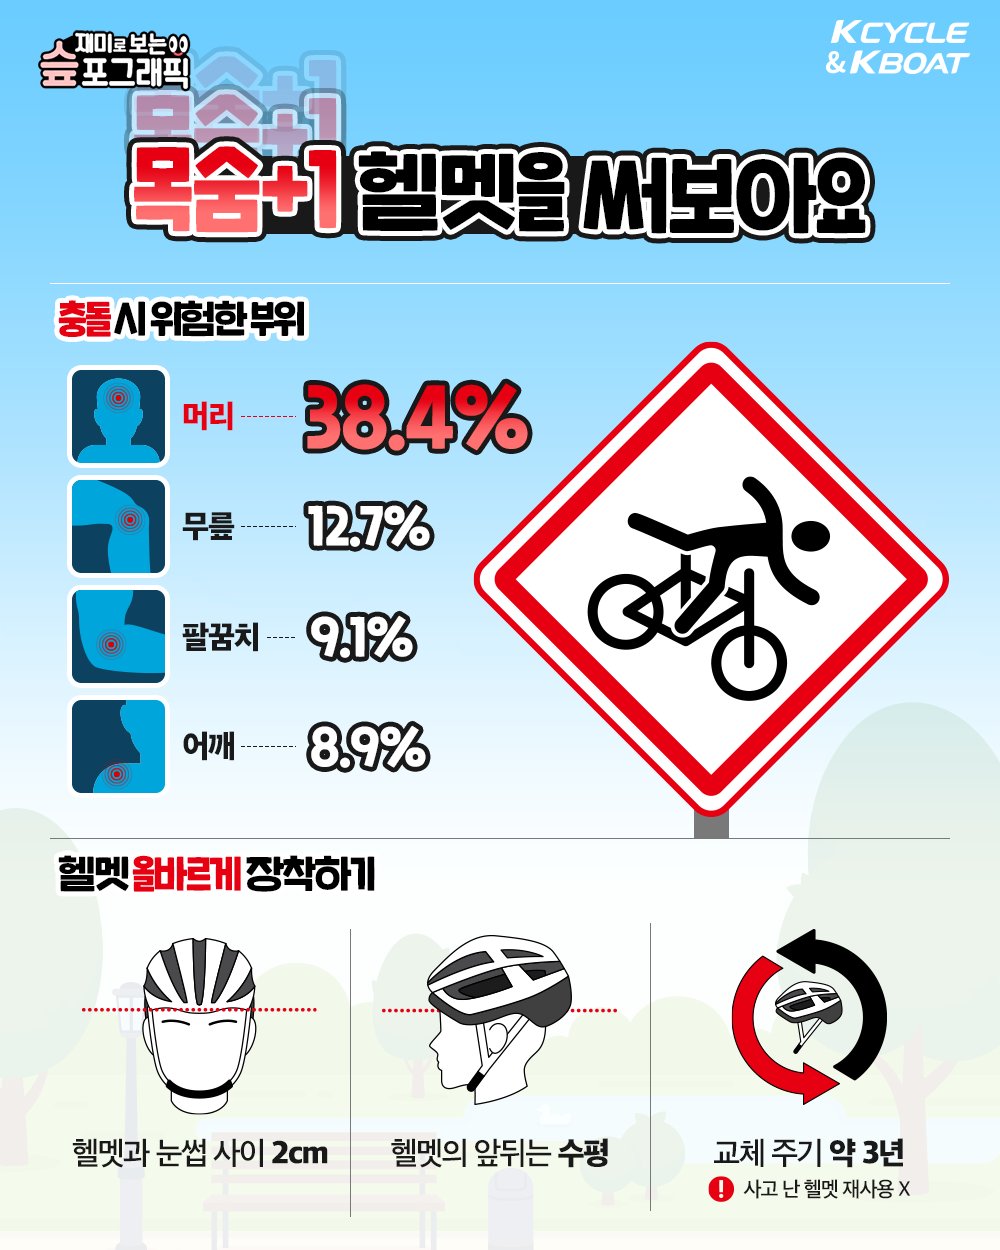 재미로 보는
숲포그래픽
KCYCLE
&KBOAT
목숨+1
목숨+1
목숨+1 헬멧을 써보아요
충돌 시 위험한 부위
머리 38.4%
무릎 12.7%
팔꿈치 9.1%
어깨 8.9%
헬멧 올바르게 장착하기
헬멧과 눈썹 사이 2cm
헬멧의 앞뒤는 수평
교체 주기 약 3년
! 사고 난 헬멧 재사용 X